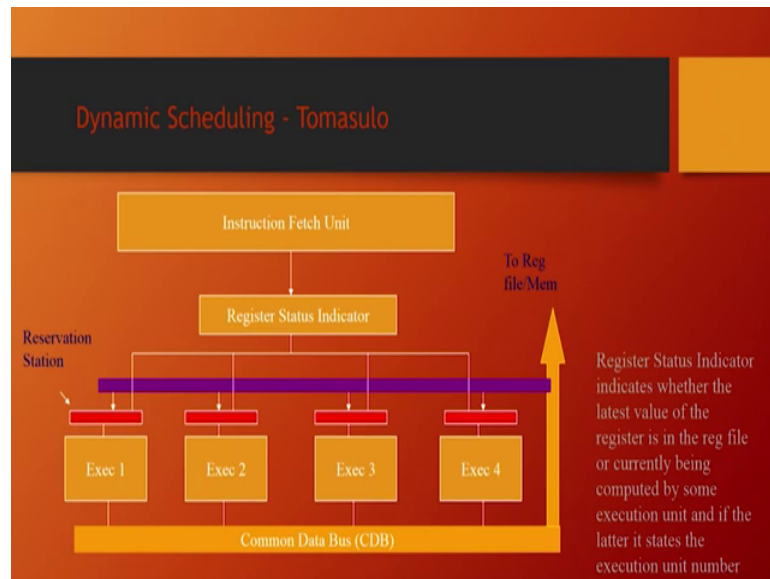 Dynamic Scheduling - Tomasulo
Instruction Fetch Unit
To Reg
file/Mem
Register Status Indicator
Reservation
Station
Exec 1
Exec 2
Exec 3
Exec 4
Common Data Bus (CDB)
Register Status Indicator
indicates whether the
latest value of the
register is in the reg file
or currently being
computed by some
execution unit and if the
latter it states the
execution unit number